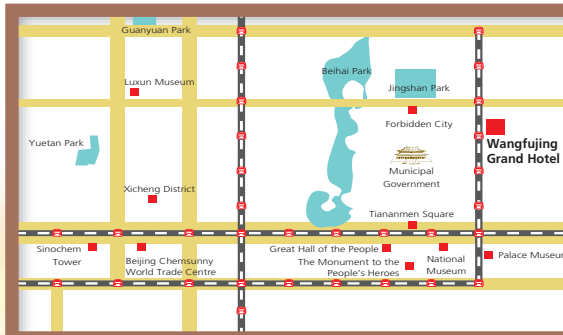 Guanyuan Park
Beihai Park
Luxun Museum
Jingshan Park
Forbidden City
Yuetan Park
Wangfujing
Grand Hotel
Municipal
Government
Xicheng District
Tiananmen Square
Sinochem
Tower
Beijing Chemsunny
World Trade Centre
Great Hall of the People
The Monument to the
People's Heroes
National
Museum
Palace Museum